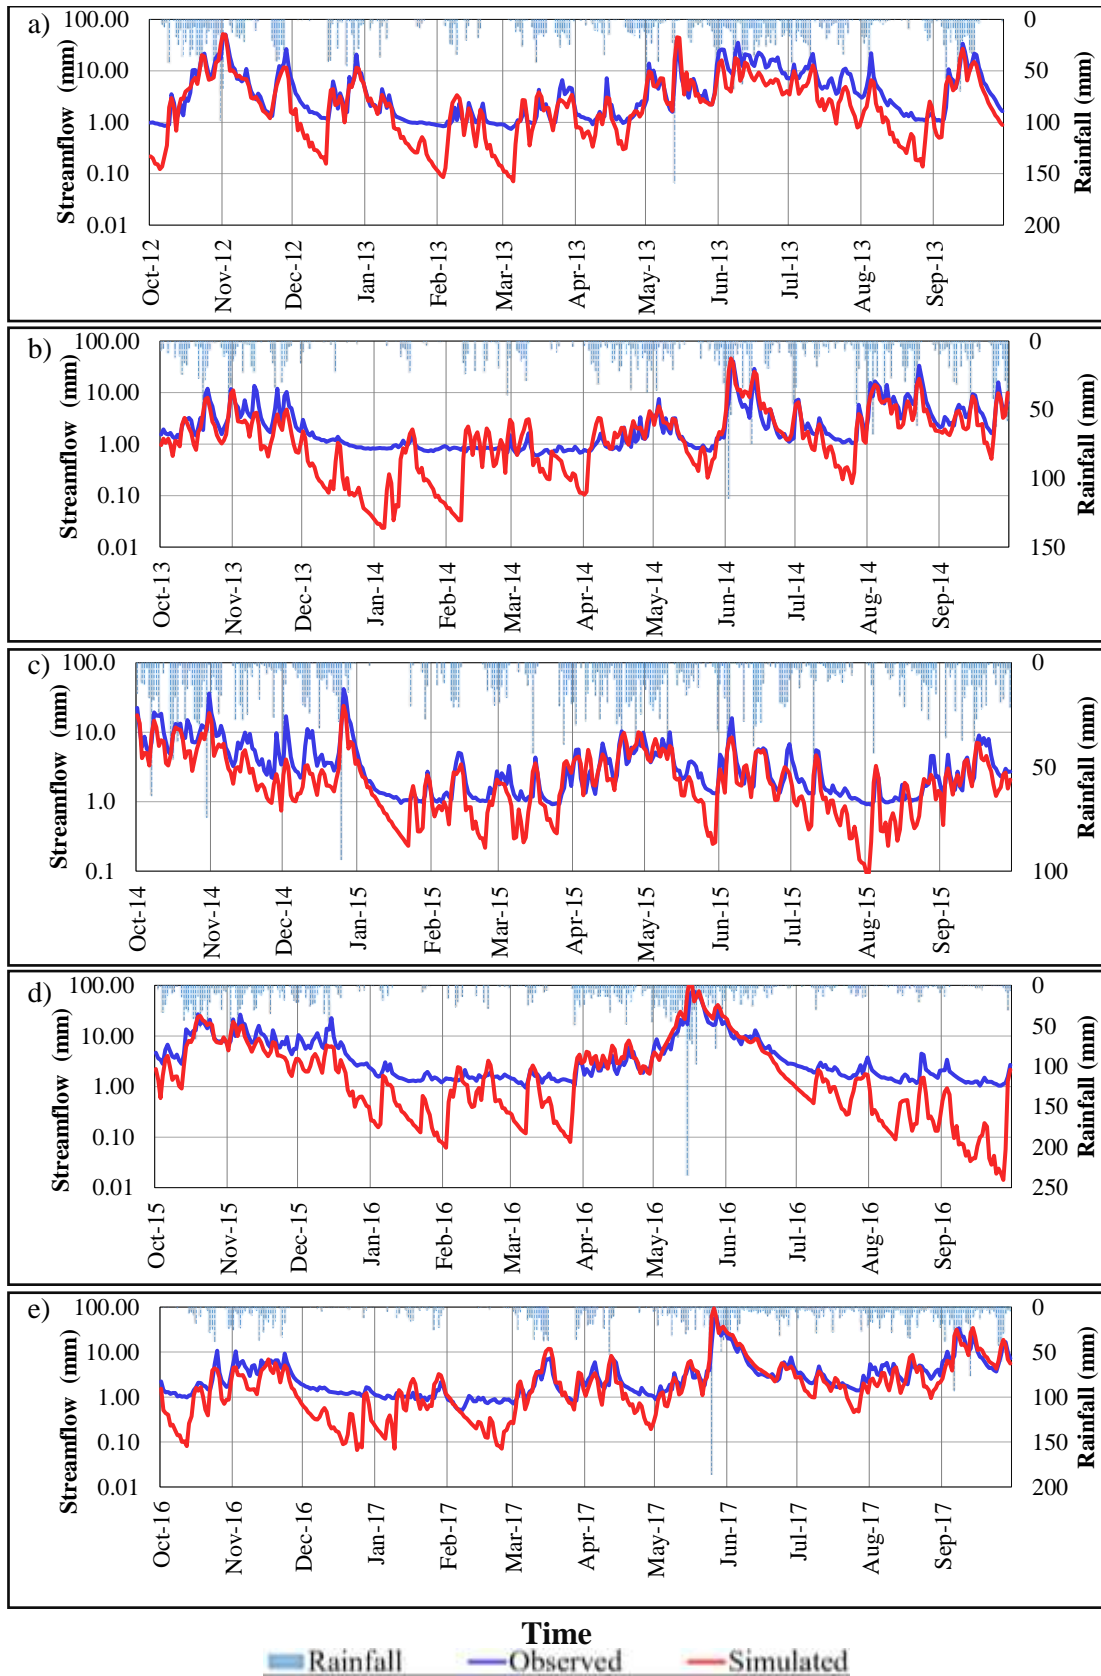 a)
Streamflow (mm)
100.00
10.00
1.00
0.10
0.01
0
50
100
150
200
Rainfall (mm)
Oct-12
Nov-12
Dec-12
Jan-13
Feb-13
Mar-13
Apr-13
May-13
Jun-13
Jul-13
Aug-13
Sep-13
b)
Streamflow (mm)
100.00
10.00
1.00
0.10
0.01
0
50
100
150
Rainfall (mm)
Oct-13
Nov-13
Dec-13
Jan-14
Feb-14
Mar-14
Apr-14
May-14
Jun-14
Jul-14
Aug-14
Sep-14
c)
Streamflow (mm)
100.0
10.0
1.0
0.1
0
50
100
Rainfall (mm)
Oct-14
Nov-14
Dec-14
Jan-15
Feb-15
Mar-15
Apr-15
May-15
Jun-15
Jul-15
Aug-15
Sep-15
d)
Streamflow (mm)
100.00
10.00
1.00
0.10
0.01
0
50
100
150
200
250
Rainfall (mm)
Oct-15
Nov-15
Dec-15
Jan-16
Feb-16
Mar-16
Apr-16
May-16
Jun-16
Jul-16
Aug-16
Sep-16
e)
Streamflow (mm)
100.00
10.00
1.00
0.10
0.01
0
50
100
150
200
Rainfall (mm)
Oct-16
Nov-16
Dec-16
Jan-17
Feb-17
Mar-17
Apr-17
May-17
Jun-17
Jul-17
Aug-17
Sep-17
Time
Rainfall Observed Simulated